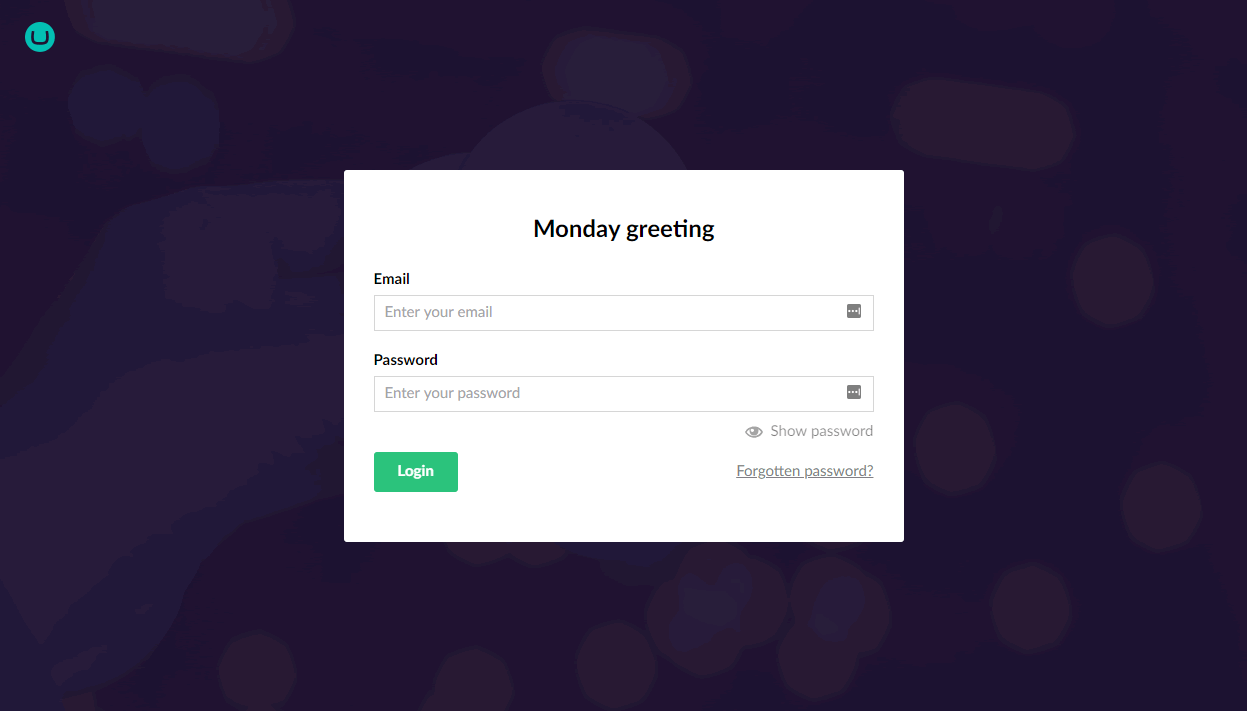 Monday greeting
Email
Enter your email
Password
Enter your password
Show password
Login
Forgotten password?